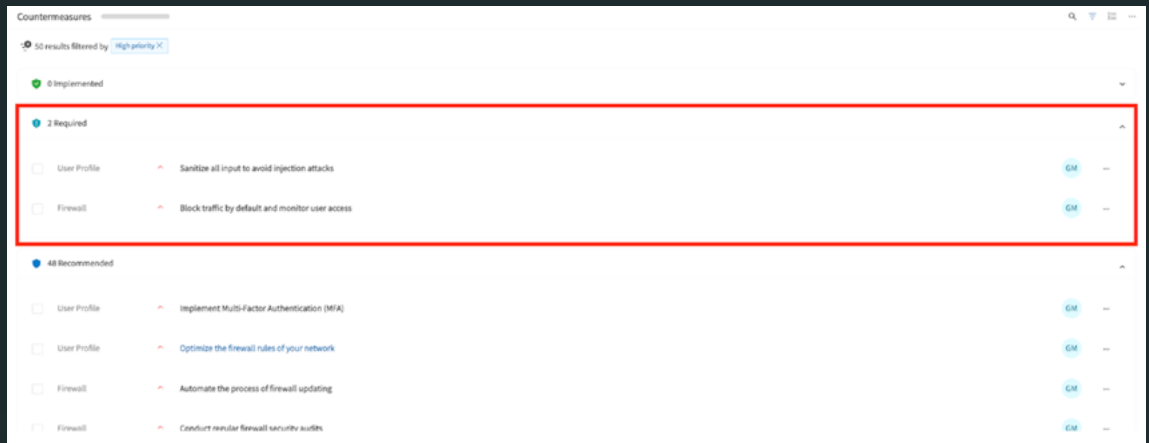 Countermeasures
50 results filtered by High priority ×
0 Implemented
2 Required
User Profile Sanitize all input to avoid injection attacks GM
Firewall Block traffic by default and monitor user access GM
48 Recommended
User Profile Implement Multi-Factor Authentication (MFA) GM
User Profile Optimize the firewall rules of your network GM
Firewall Automate the process of firewall updating GM
Firewall Conduct regular firewall security audits GM